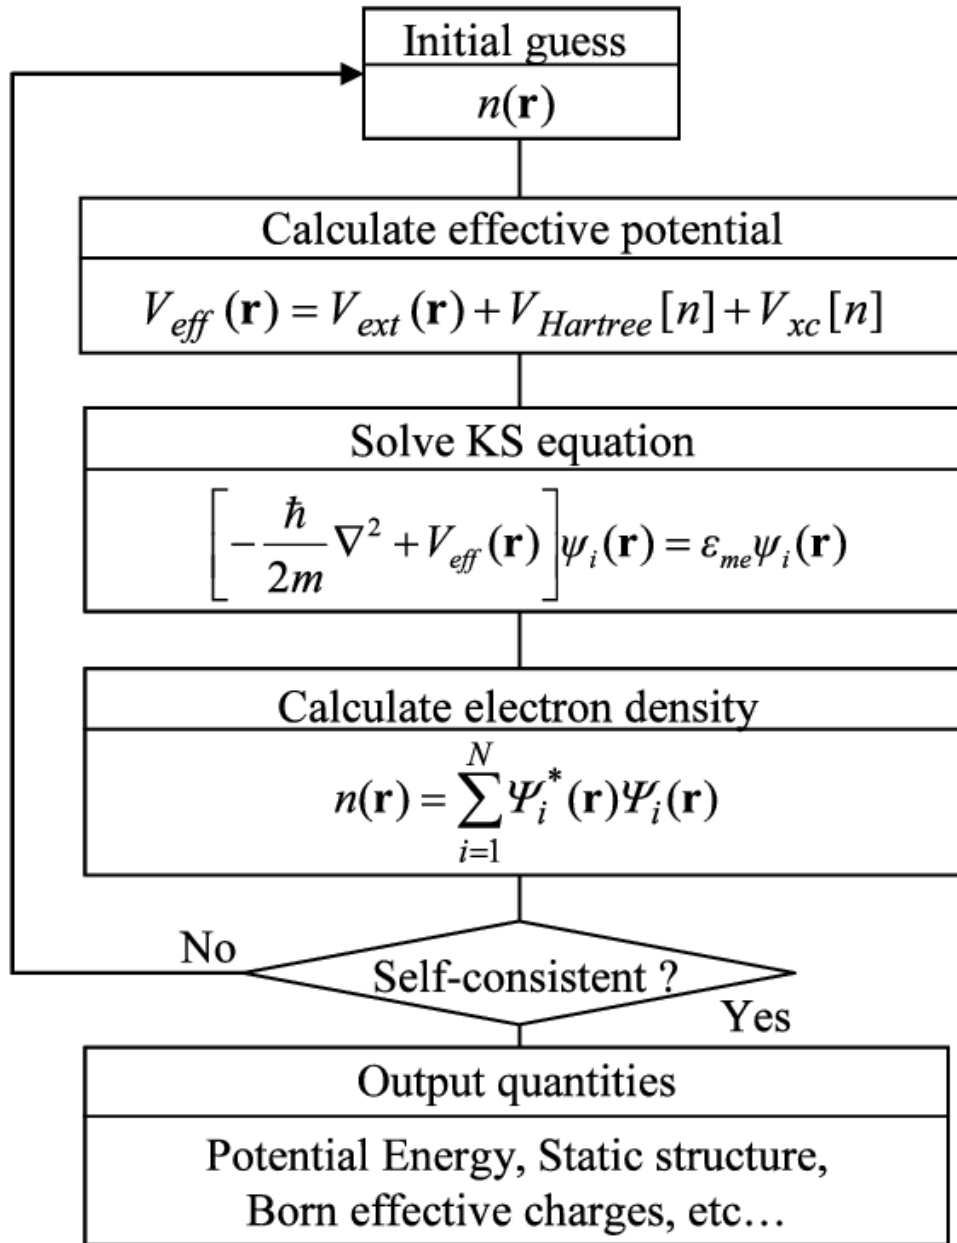 Initial guess
n(r)
Calculate effective potential
V_eff (r) = V_ext (r) + V_Hartree [n] + V_xc [n]
Solve KS equation
[-ħ/2m ∇² + V_eff (r)] ψ_i (r) = ε_me ψ_i (r)
Calculate electron density
n(r) = ∑_{i=1}^{N} Ψ_i^* (r) Ψ_i (r)
No
Self-consistent ?
Yes
Output quantities
Potential Energy, Static structure,
Born effective charges, etc…